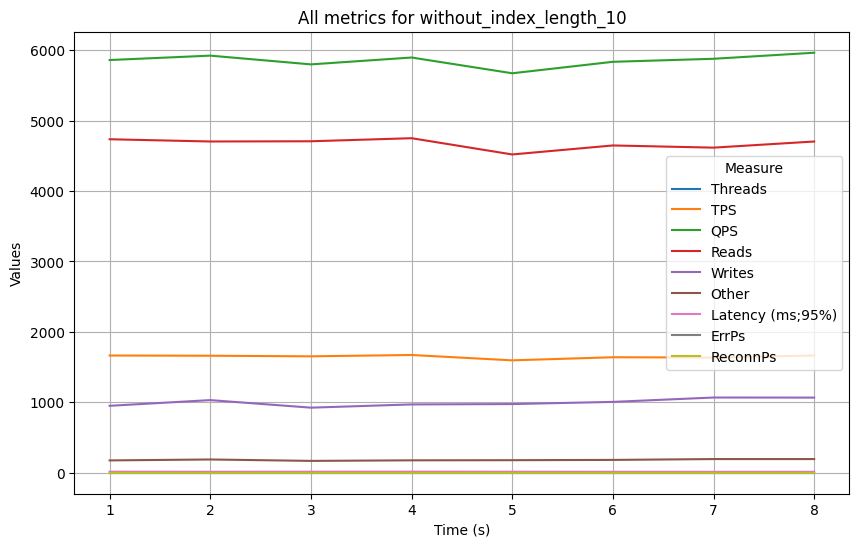 All metrics for without_index_length_10
6000
5000
4000
3000
2000
1000
0
Values
Measure
Threads
TPS
QPS
Reads
Writes
Other
Latency (ms;95%)
ErrPs
ReconnPs
1 2 3 4 5 6 7 8
Time (s)